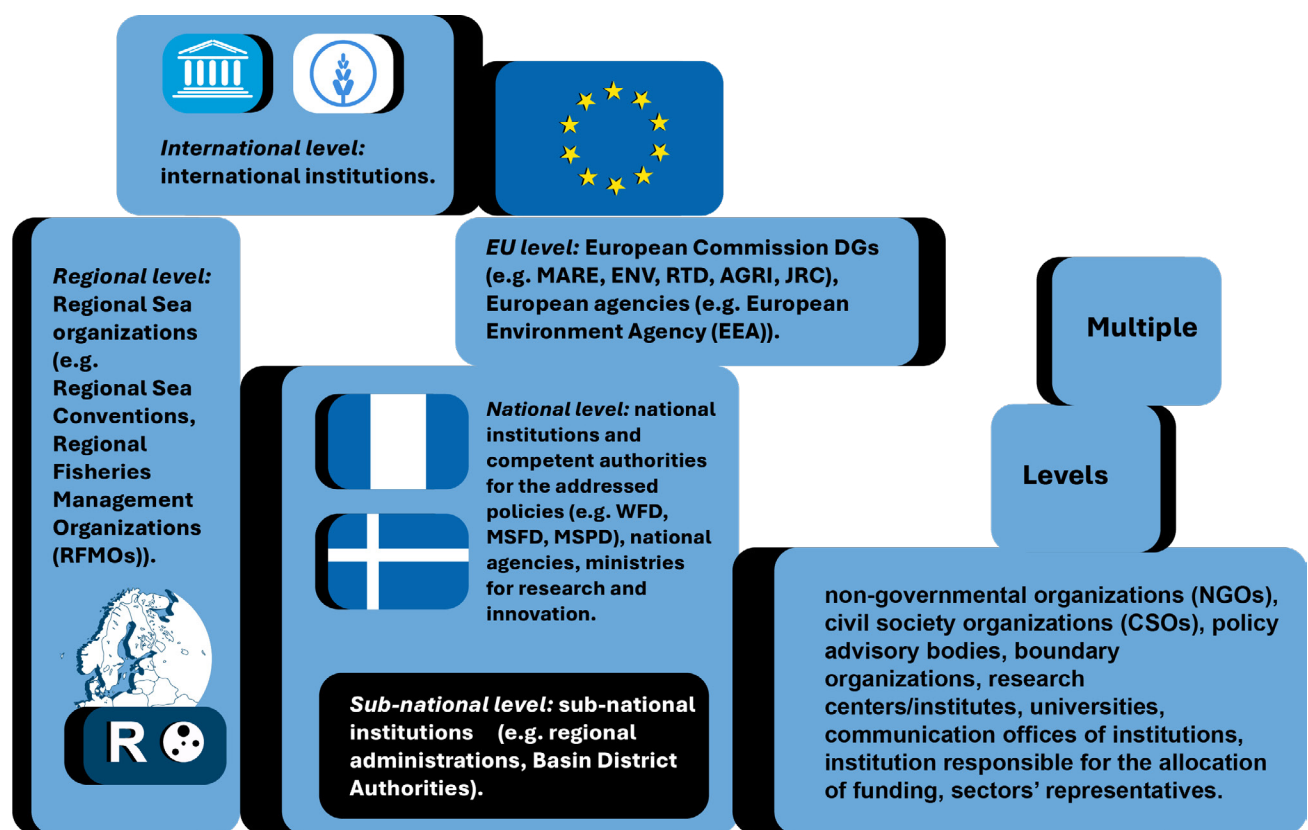 International level:
international institutions.
EU level: European Commission DGs
(e.g. MARE, ENV, RTD, AGRI, JRC),
European agencies (e.g. European
Environment Agency (EEA)).
Regional level:
Regional Sea
organizations
(e.g.
Regional Sea
Conventions,
Regional
Fisheries
Management
Organizations
(RFMOs)).
R
National level: national
institutions and
competent authorities
for the addressed
policies (e.g. WFD,
MSFD, MSPD), national
agencies, ministries
for research and
innovation.
Sub-national level: sub-national
institutions (e.g. regional
administrations, Basin District
Authorities).
Multiple
Levels
non-governmental organizations (NGOs),
civil society organizations (CSOs), policy
advisory bodies, boundary
organizations, research
centers/institutes, universities,
communication offices of institutions,
institution responsible for the allocation
of funding, sectors’ representatives.